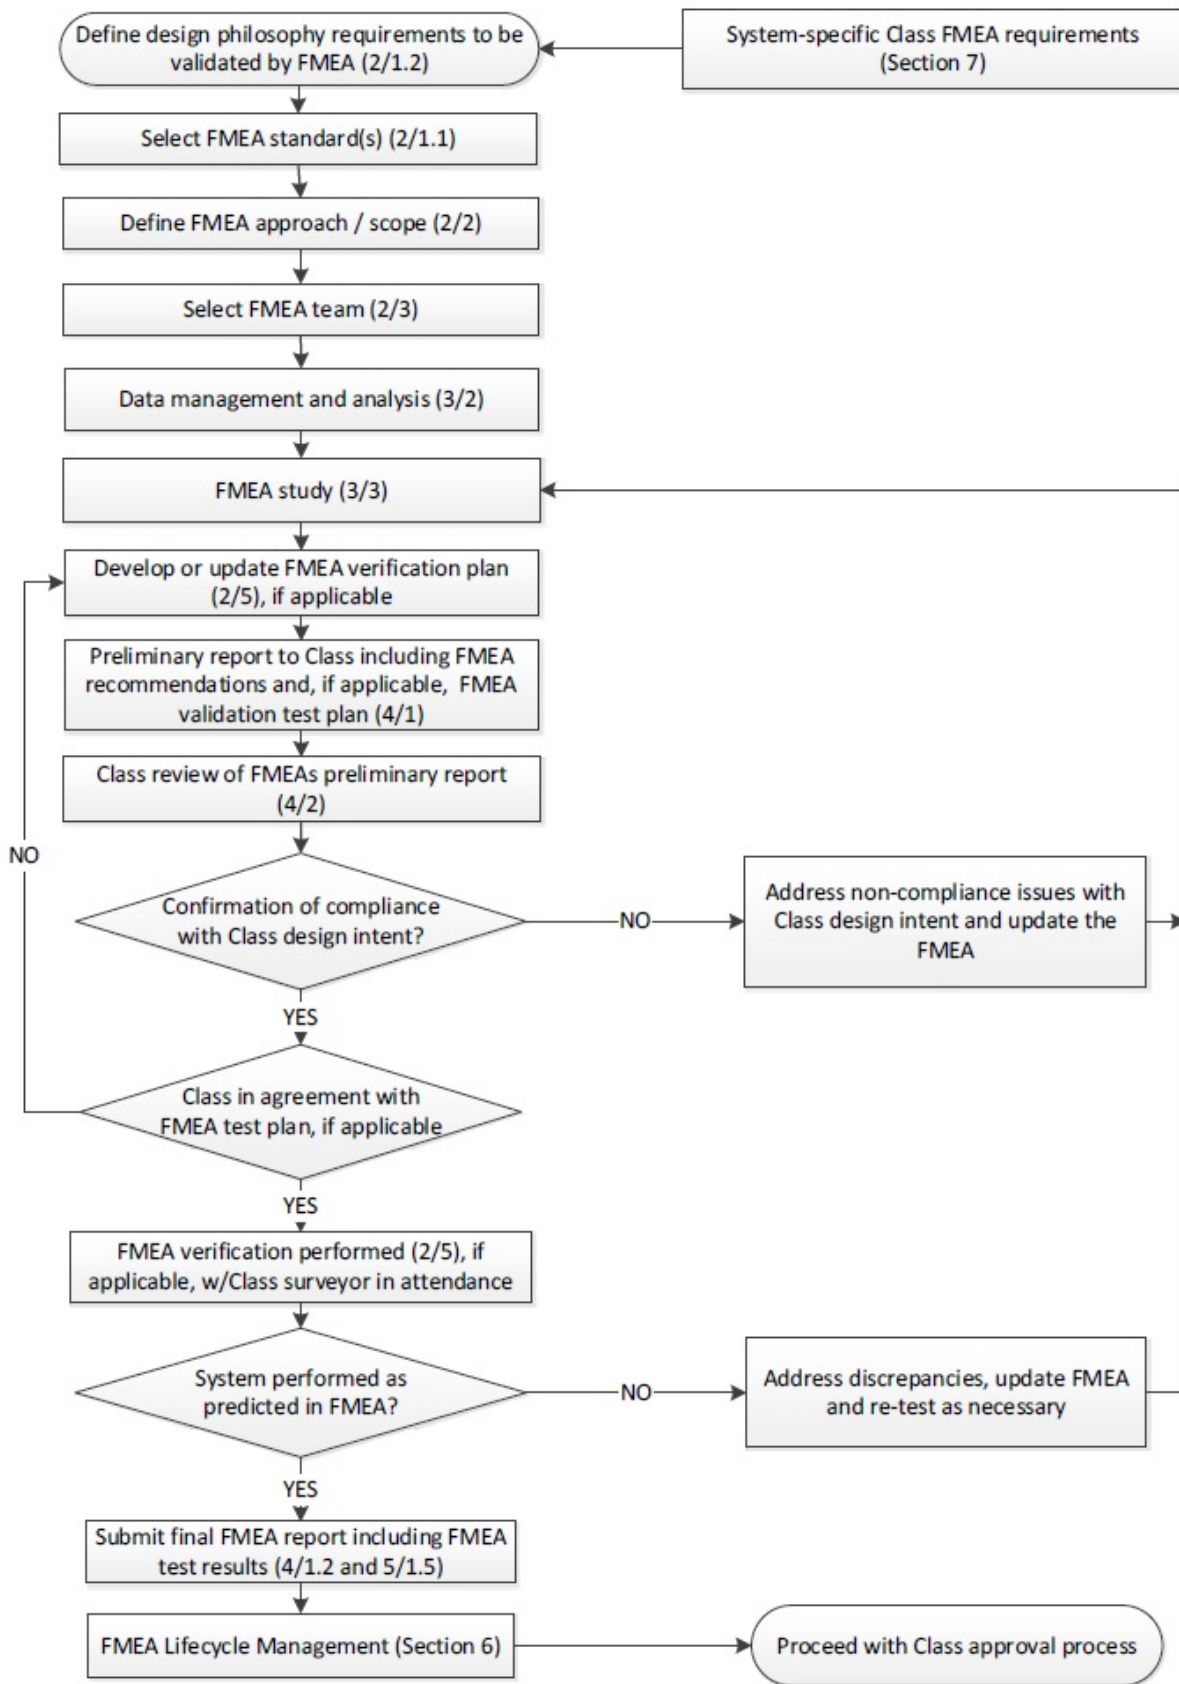 Define design philosophy requirements to be
validated by FMEA (2/1.2)
System-specific Class FMEA requirements
(Section 7)
Select FMEA standard(s) (2/1.1)
Define FMEA approach / scope (2/2)
Select FMEA team (2/3)
Data management and analysis (3/2)
FMEA study (3/3)
Develop or update FMEA verification plan
(2/5), if applicable
Preliminary report to Class including FMEA
recommendations and, if applicable, FMEA
validation test plan (4/1)
Class review of FMEAs preliminary report
(4/2)
NO
Confirmation of compliance
with Class design intent?
NO
Address non-compliance issues with
Class design intent and update the
FMEA
YES
Class in agreement with
FMEA test plan, if applicable
YES
FMEA verification performed (2/5), if
applicable, w/Class surveyor in attendance
System performed as
predicted in FMEA?
NO
Address discrepancies, update FMEA
and re-test as necessary
YES
Submit final FMEA report including FMEA
test results (4/1.2 and 5/1.5)
FMEA Lifecycle Management (Section 6)
Proceed with Class approval process